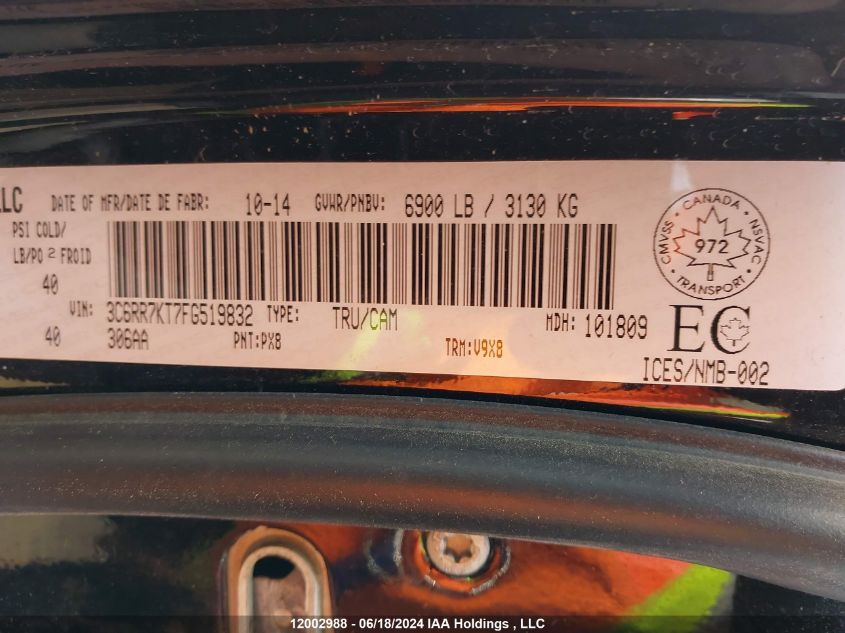 LLC DATE OF MFR/DATE DE FABR: 10-14 GVWR/PNBV: 6900 LB / 3130 KG
PSI COLD/
LB/PO 2 FROID
40
VIN: 3C6RR7KT7FG519832 TYPE: TRU/CAM MDH: 101809
40 306AA PNT:PX8 TRM:V9X8
CMVSS • CANADA • NSVAC • TRANSPORT •
972
EC
ICES/NMB-002
12002988 - 06/18/2024 IAA Holdings , LLC